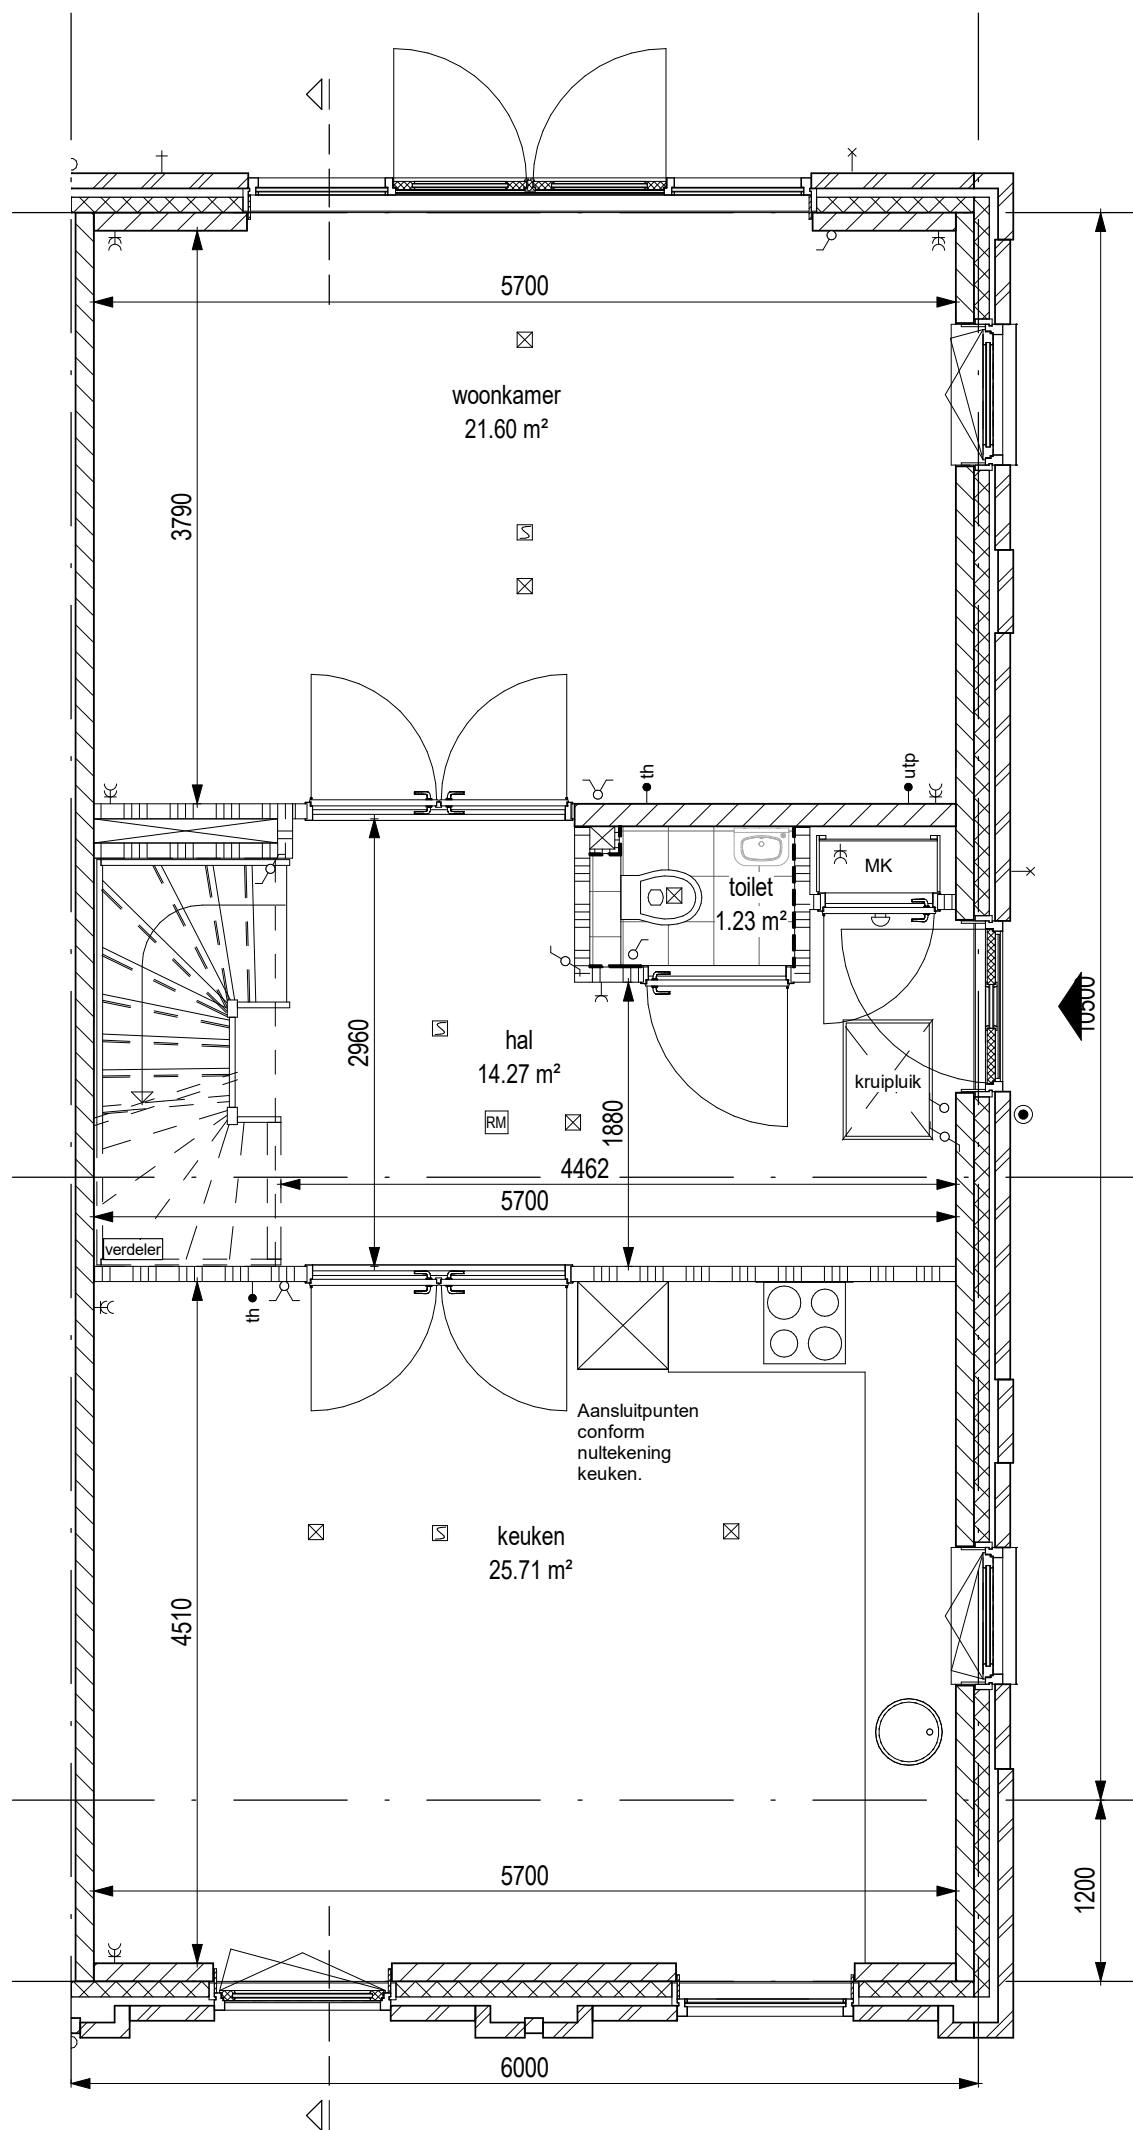 5700
woonkamer
21.60 m²
3790
th
utp
MK
toilet
1.23 m²
10500
2960
hal
14.27 m²
kruipluik
RM
1880
4462
5700
verdeler
th
Aansluitpunten
conform
nultekening
keuken.
keuken
25.71 m²
4510
5700
1200
6000